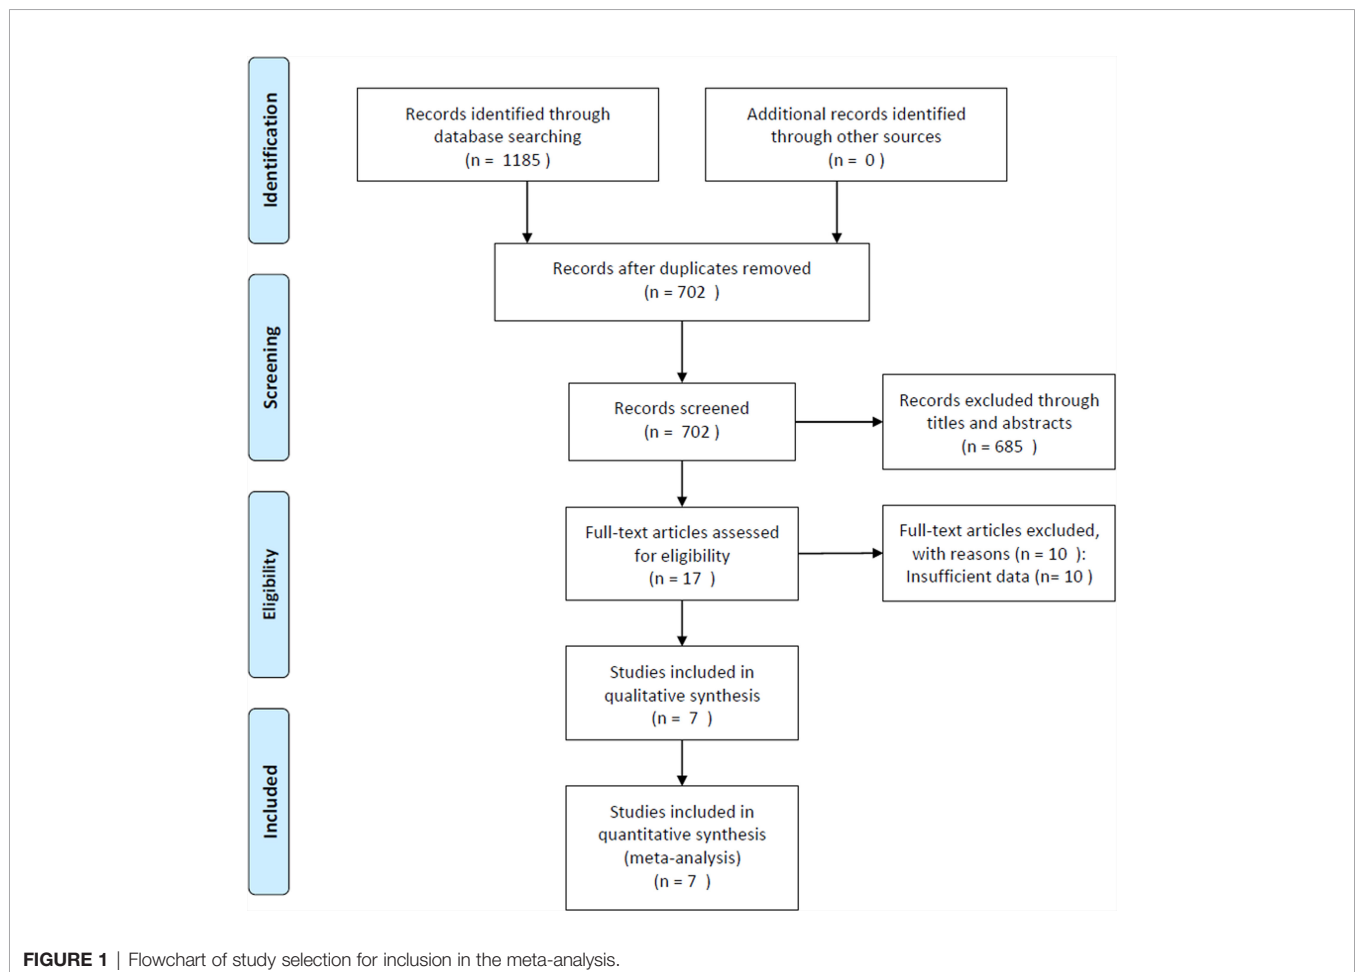 Identification
Records identified through
database searching
(n = 1185 )
Additional records identified
through other sources
(n = 0 )
Records after duplicates removed
(n = 702 )
Screening
Records screened
(n = 702 )
Records excluded through
titles and abstracts
(n = 685 )
Eligibility
Full-text articles assessed
for eligibility
(n = 17 )
Full-text articles excluded,
with reasons (n = 10 ):
Insufficient data (n= 10 )
Studies included in
qualitative synthesis
(n = 7 )
Included
Studies included in
quantitative synthesis
(meta-analysis)
(n = 7 )
FIGURE 1 | Flowchart of study selection for inclusion in the meta-analysis.